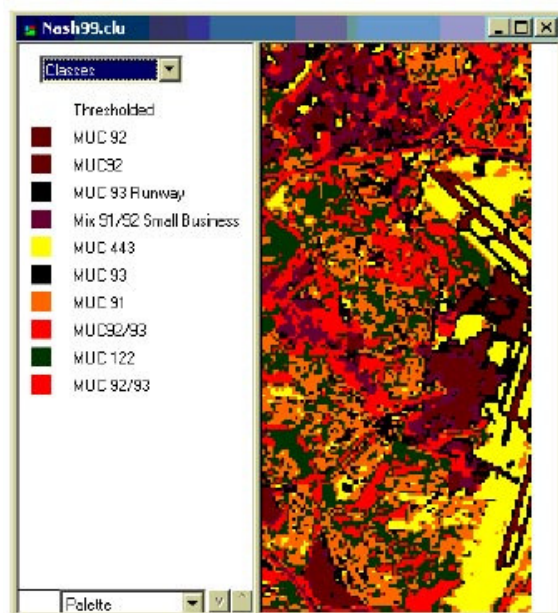 Nash99.clu
Classes
Thresholded
MUC 92
MUC92
MUC 93 Runway
Mix 91/92 Small Business
MUC 443
MUC 93
MUC 91
MUC92/93
MUC 122
MUC 92/93
Palette